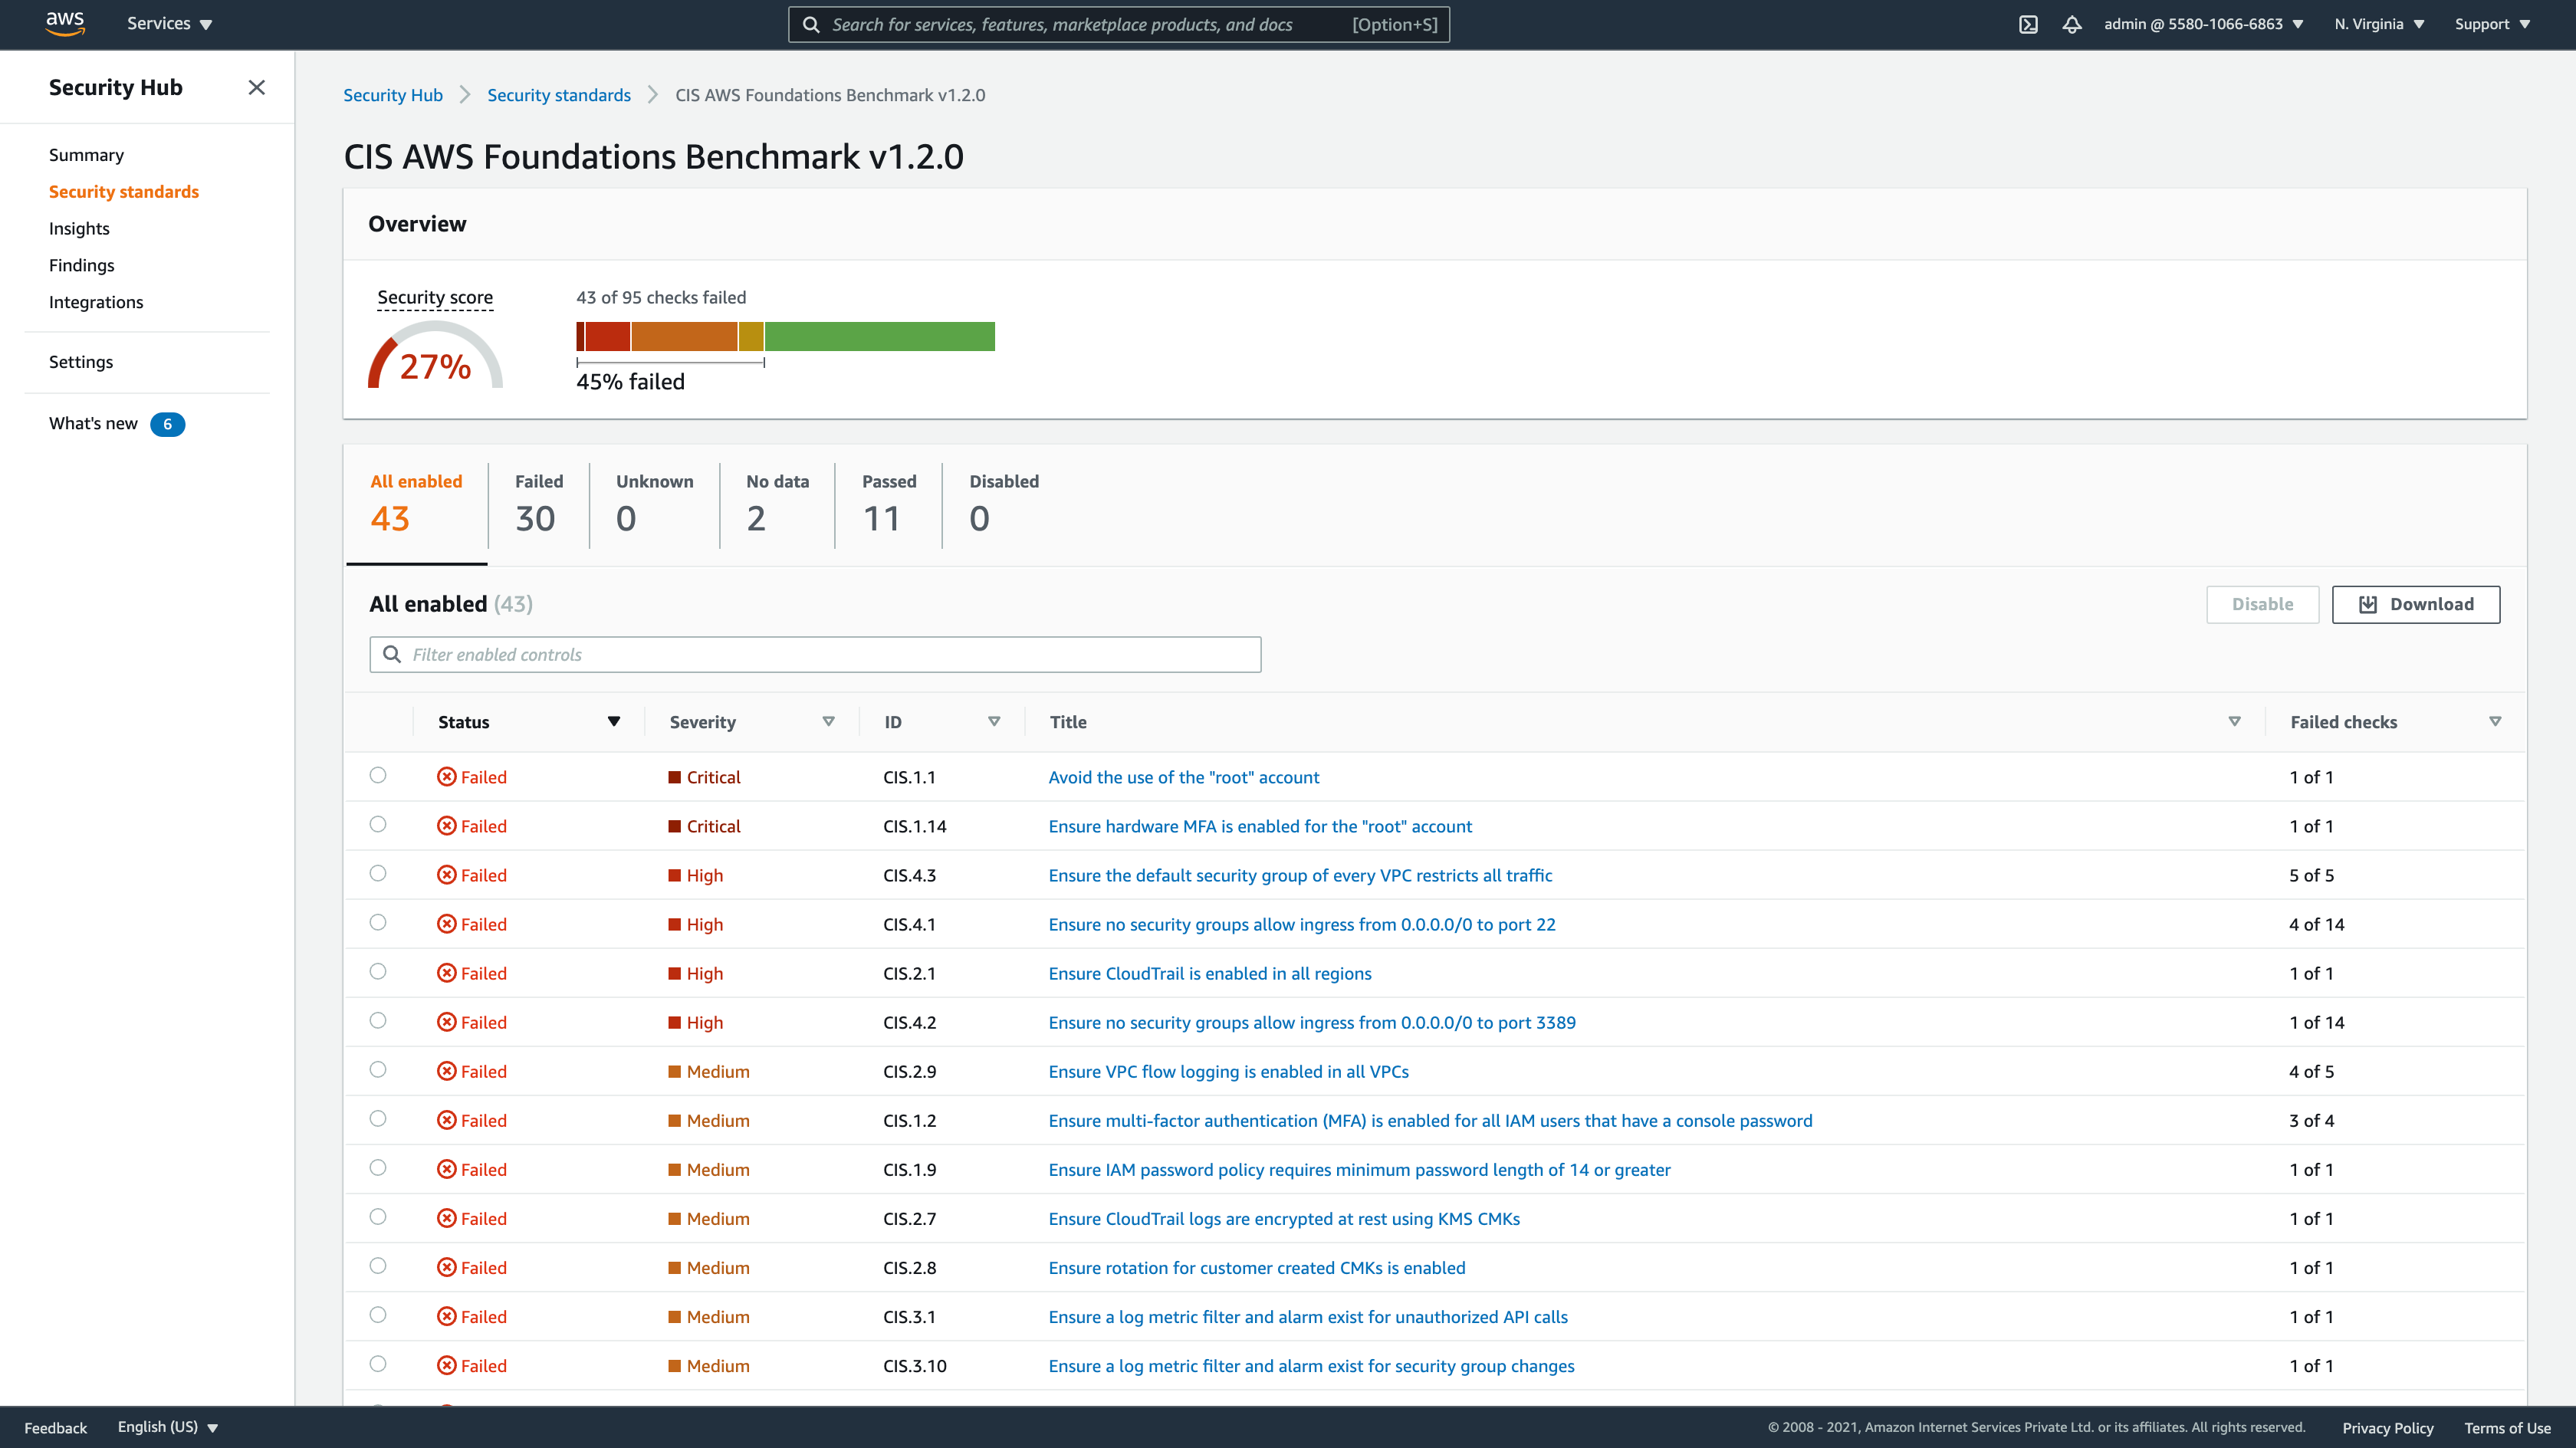 aws
Services
Search for services, features, marketplace products, and docs [Option+S]
admin @ 5580-1066-6863
N. Virginia
Support
Security Hub
Summary
Security standards
Insights
Findings
Integrations
Settings
What's new 6
Security Hub Security standards CIS AWS Foundations Benchmark v1.2.0
CIS AWS Foundations Benchmark v1.2.0
Overview
Security score
27%
43 of 95 checks failed
45% failed
All enabled
43
Failed
30
Unknown
0
No data
2
Passed
11
Disabled
0
All enabled (43)
Disable
Download
Filter enabled controls
Status Severity ID Title Failed checks
Failed Critical CIS.1.1 Avoid the use of the "root" account 1 of 1
Failed Critical CIS.1.14 Ensure hardware MFA is enabled for the "root" account 1 of 1
Failed High CIS.4.3 Ensure the default security group of every VPC restricts all traffic 5 of 5
Failed High CIS.4.1 Ensure no security groups allow ingress from 0.0.0.0/0 to port 22 4 of 14
Failed High CIS.2.1 Ensure CloudTrail is enabled in all regions 1 of 1
Failed High CIS.4.2 Ensure no security groups allow ingress from 0.0.0.0/0 to port 3389 1 of 14
Failed Medium CIS.2.9 Ensure VPC flow logging is enabled in all VPCs 4 of 5
Failed Medium CIS.1.2 Ensure multi-factor authentication (MFA) is enabled for all IAM users that have a console password 3 of 4
Failed Medium CIS.1.9 Ensure IAM password policy requires minimum password length of 14 or greater 1 of 1
Failed Medium CIS.2.7 Ensure CloudTrail logs are encrypted at rest using KMS CMKs 1 of 1
Failed Medium CIS.2.8 Ensure rotation for customer created CMKs is enabled 1 of 1
Failed Medium CIS.3.1 Ensure a log metric filter and alarm exist for unauthorized API calls 1 of 1
Failed Medium CIS.3.10 Ensure a log metric filter and alarm exist for security group changes 1 of 1
Feedback English (US) © 2008 - 2021, Amazon Internet Services Private Ltd. or its affiliates. All rights reserved. Privacy Policy Terms of Use